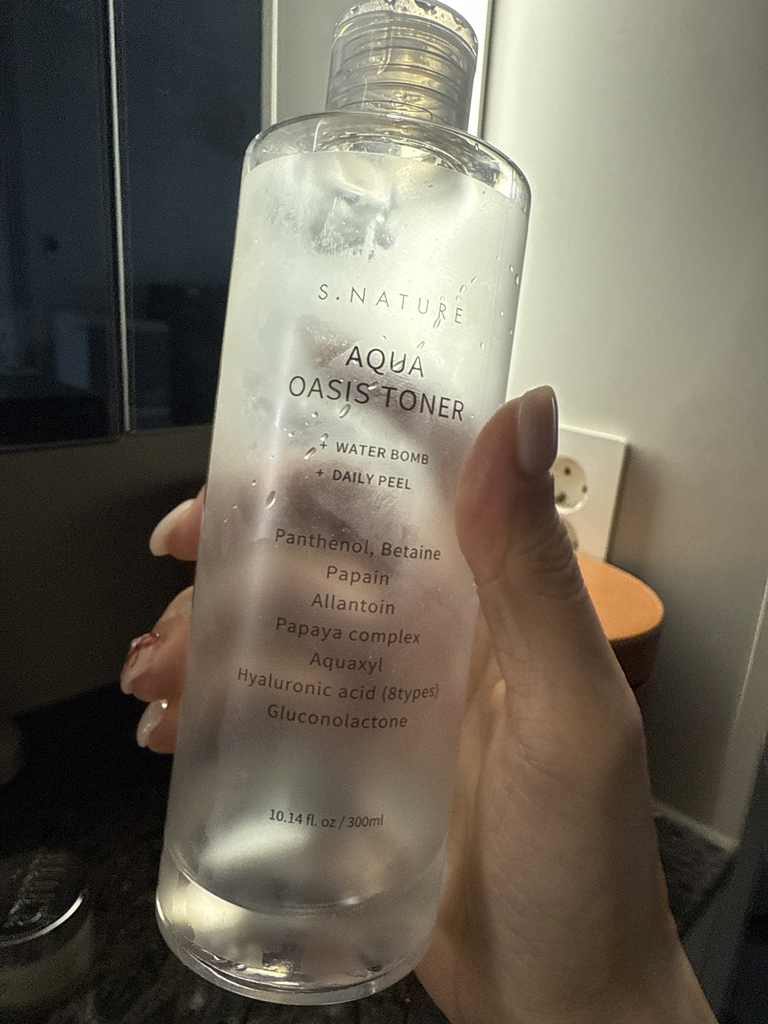 S.NATURE
AQUA
OASIS TONER
+ WATER BOMB
+ DAILY PEEL
Panthenol, Betaine
Papain
Allantoin
Papaya complex
Aquaxyl
Hyaluronic acid (8types)
Gluconolactone
10.14 fl. oz / 300ml